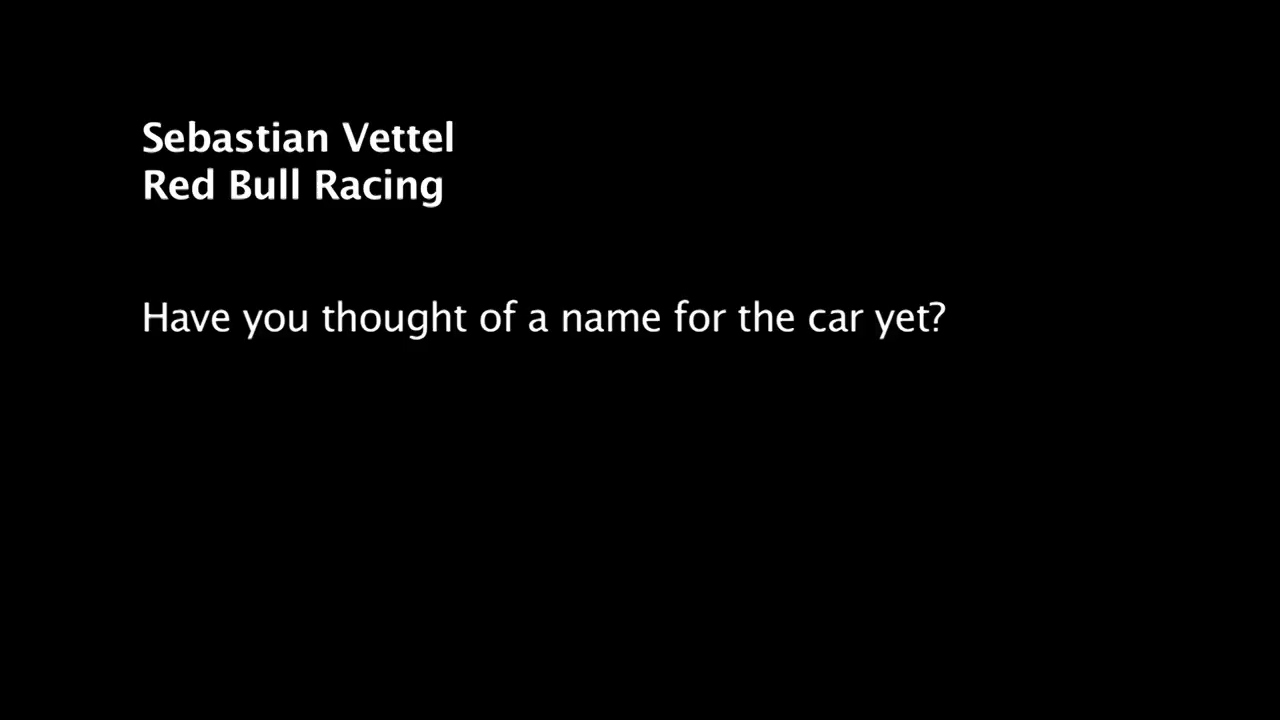 Sebastian Vettel
Red Bull Racing
Have you thought of a name for the car yet?